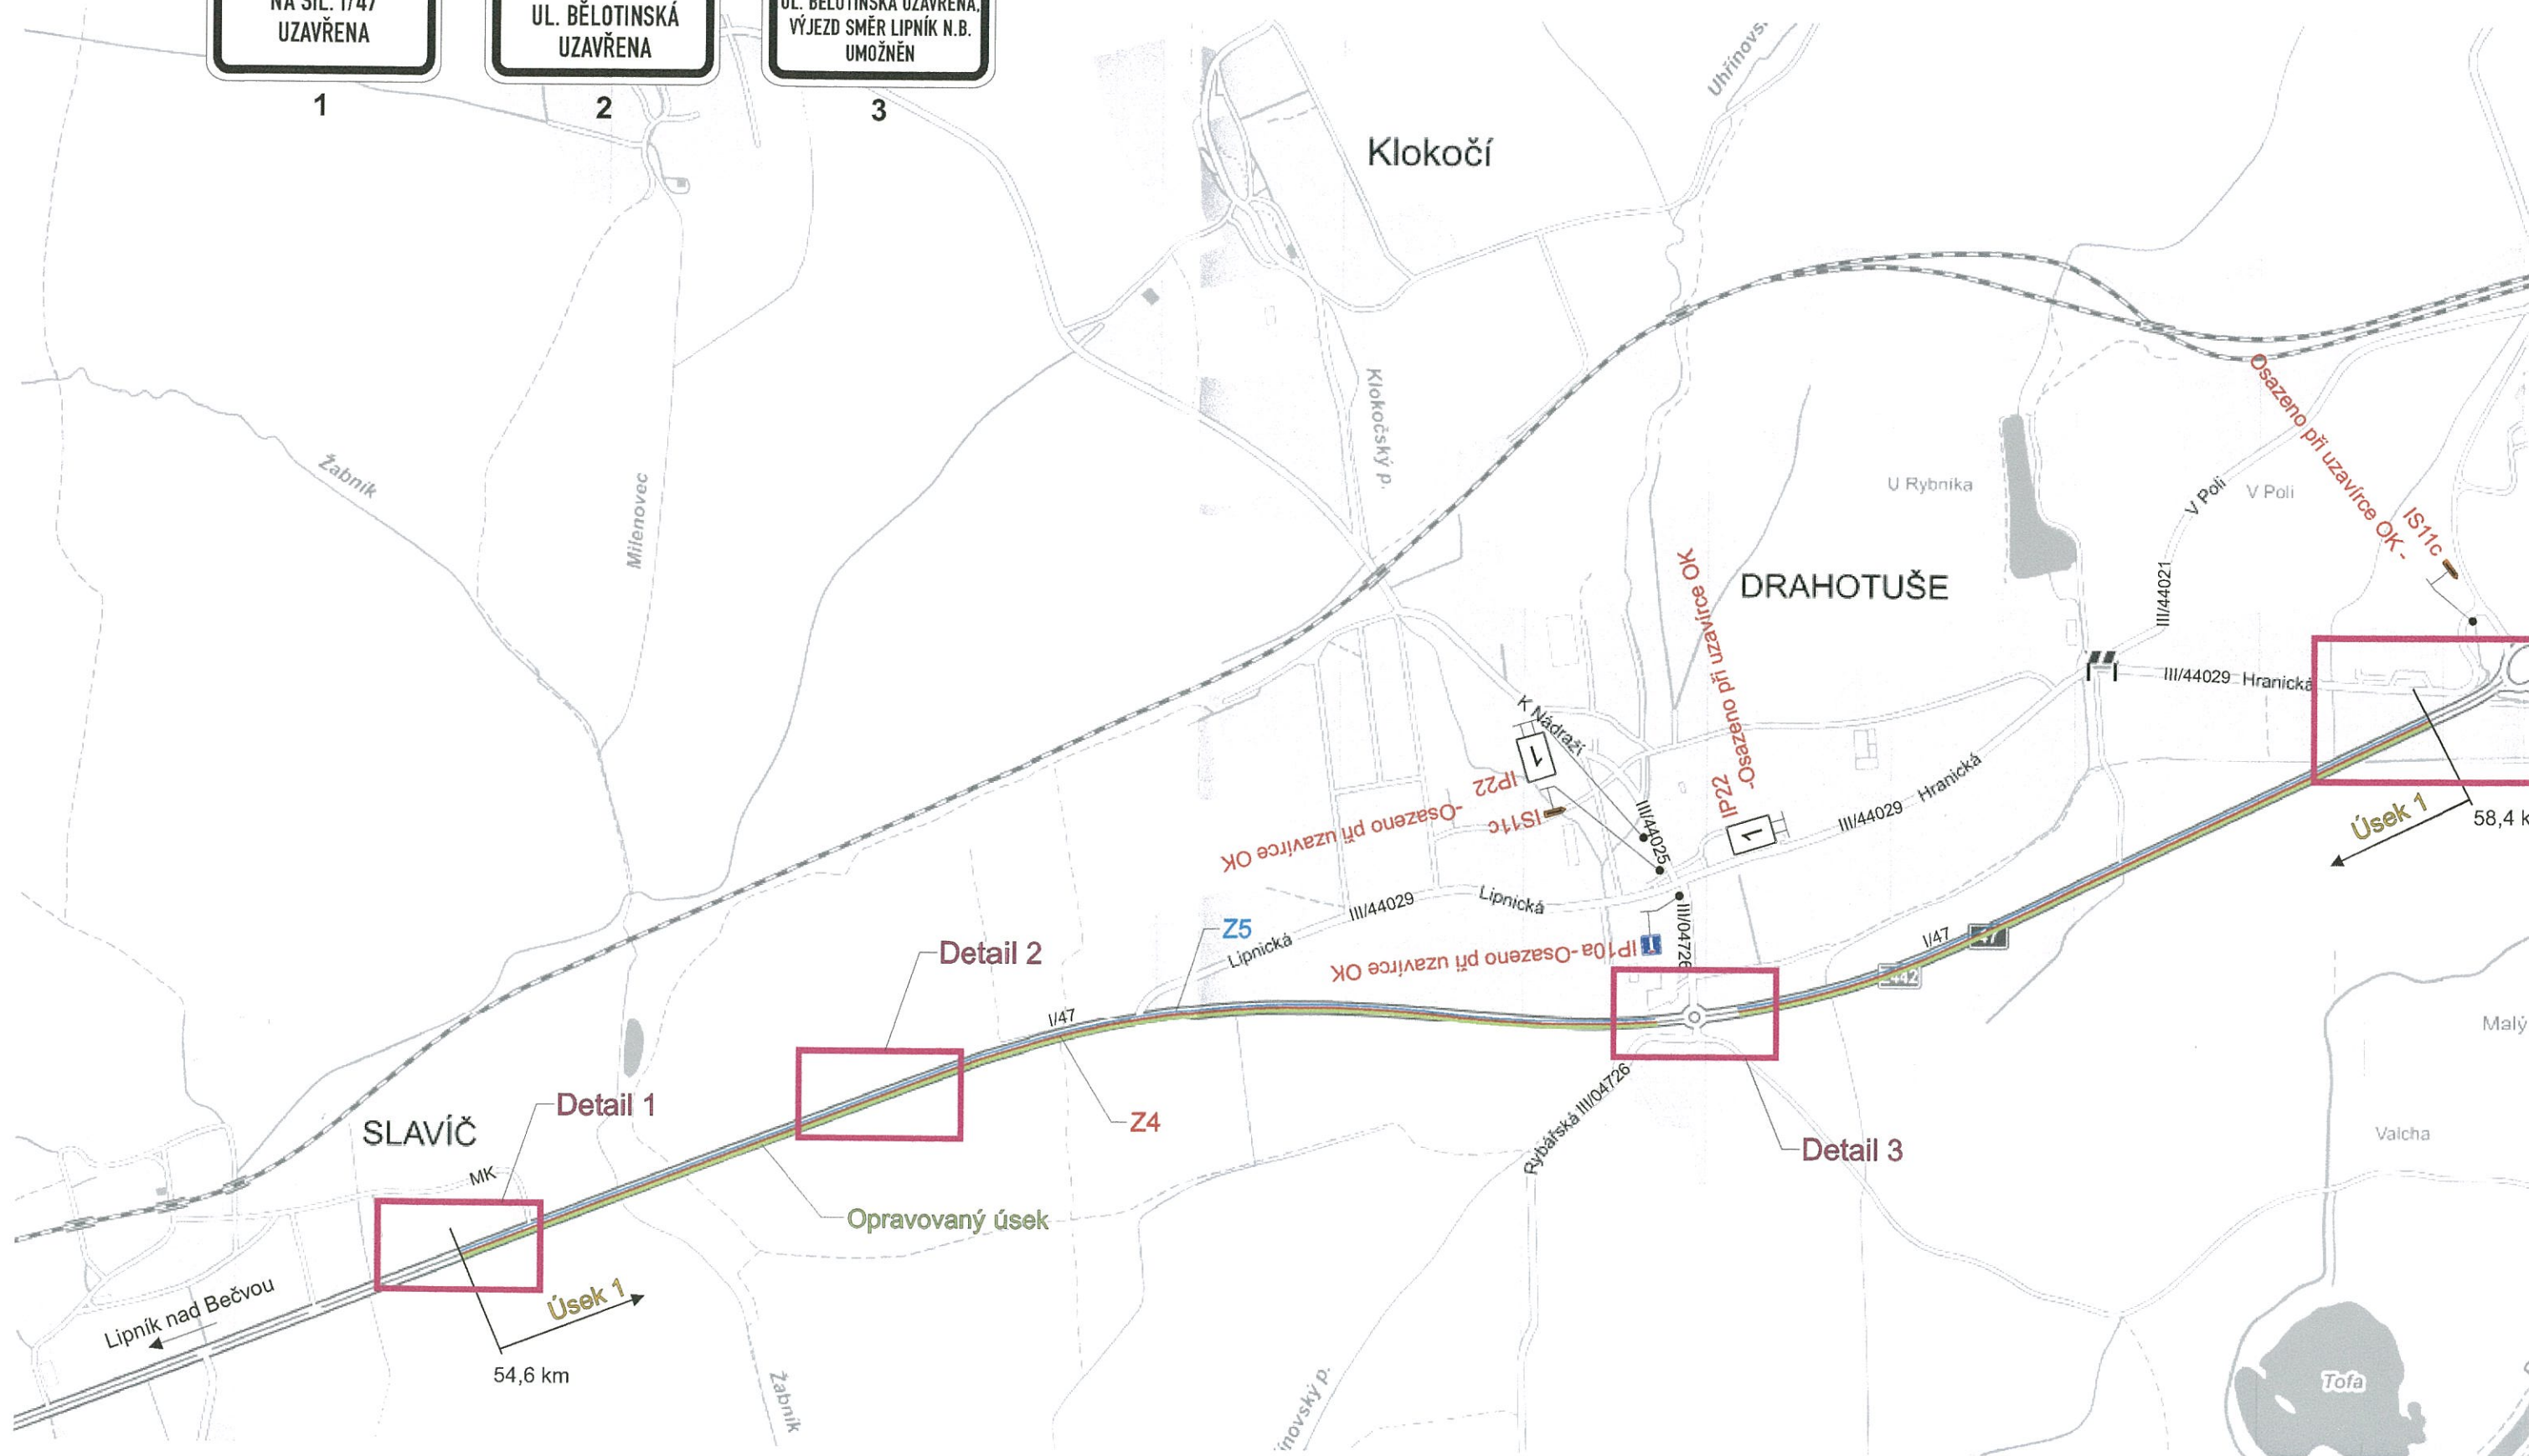 NA SIL. I/47
UZAVŘENA
1
UL. BĚLOTINSKÁ
UZAVŘENA
2
UL. BĚLOTINSKÁ UZAVŘENA,
VÝJEZD SMĚR LIPNÍK N.B.
UMOŽNĚN
3
Klokočí
Žabník
Milenovec
Klokočský p.
U Rybníka
V Poli
V Poli
III/44021
Osazeno při uzavírce OK -
IS11c
DRAHOTUŠE
-Osazeno při uzavírce OK
IP22
1
K Nádraží
1
IP22
-Osazeno při uzavírce OK
IS11c
III/44029 Hranická
III/44025
III/44029 Hranická
Úsek 1
58,4 k
III/44029 Lipnická
Lipnická
Z5
IP10a-Osazeno při uzavírce OK
III/04726
I/47
47
442
Detail 2
I/47
Malý
Detail 1
Z4
SLAVÍČ
MK
Rybářská III/04726
Detail 3
Valcha
Opravovaný úsek
Lipník nad Bečvou
Úsek 1
54,6 km
Žabník
Tofa